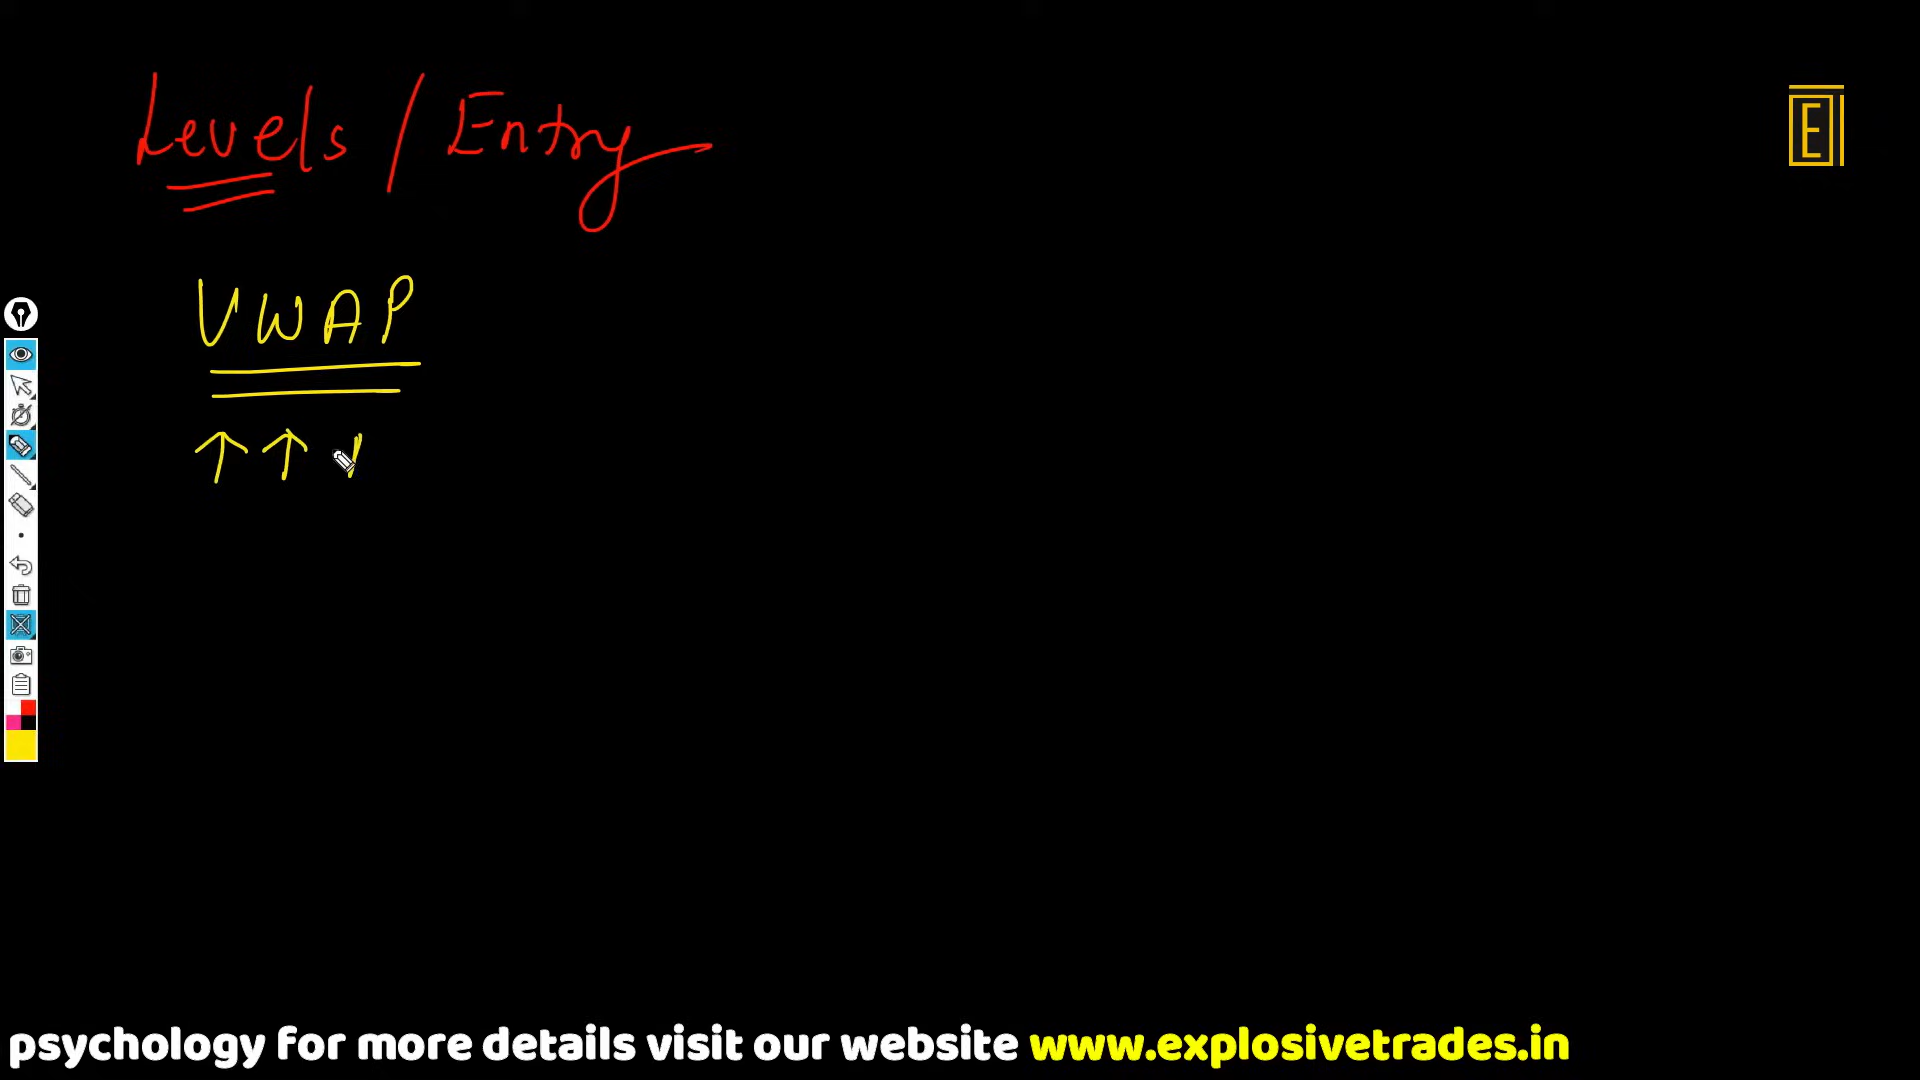 Levels / Entry
E
VWAP
↑ ↑
psychology for more details visit our website www.explosivetrades.in